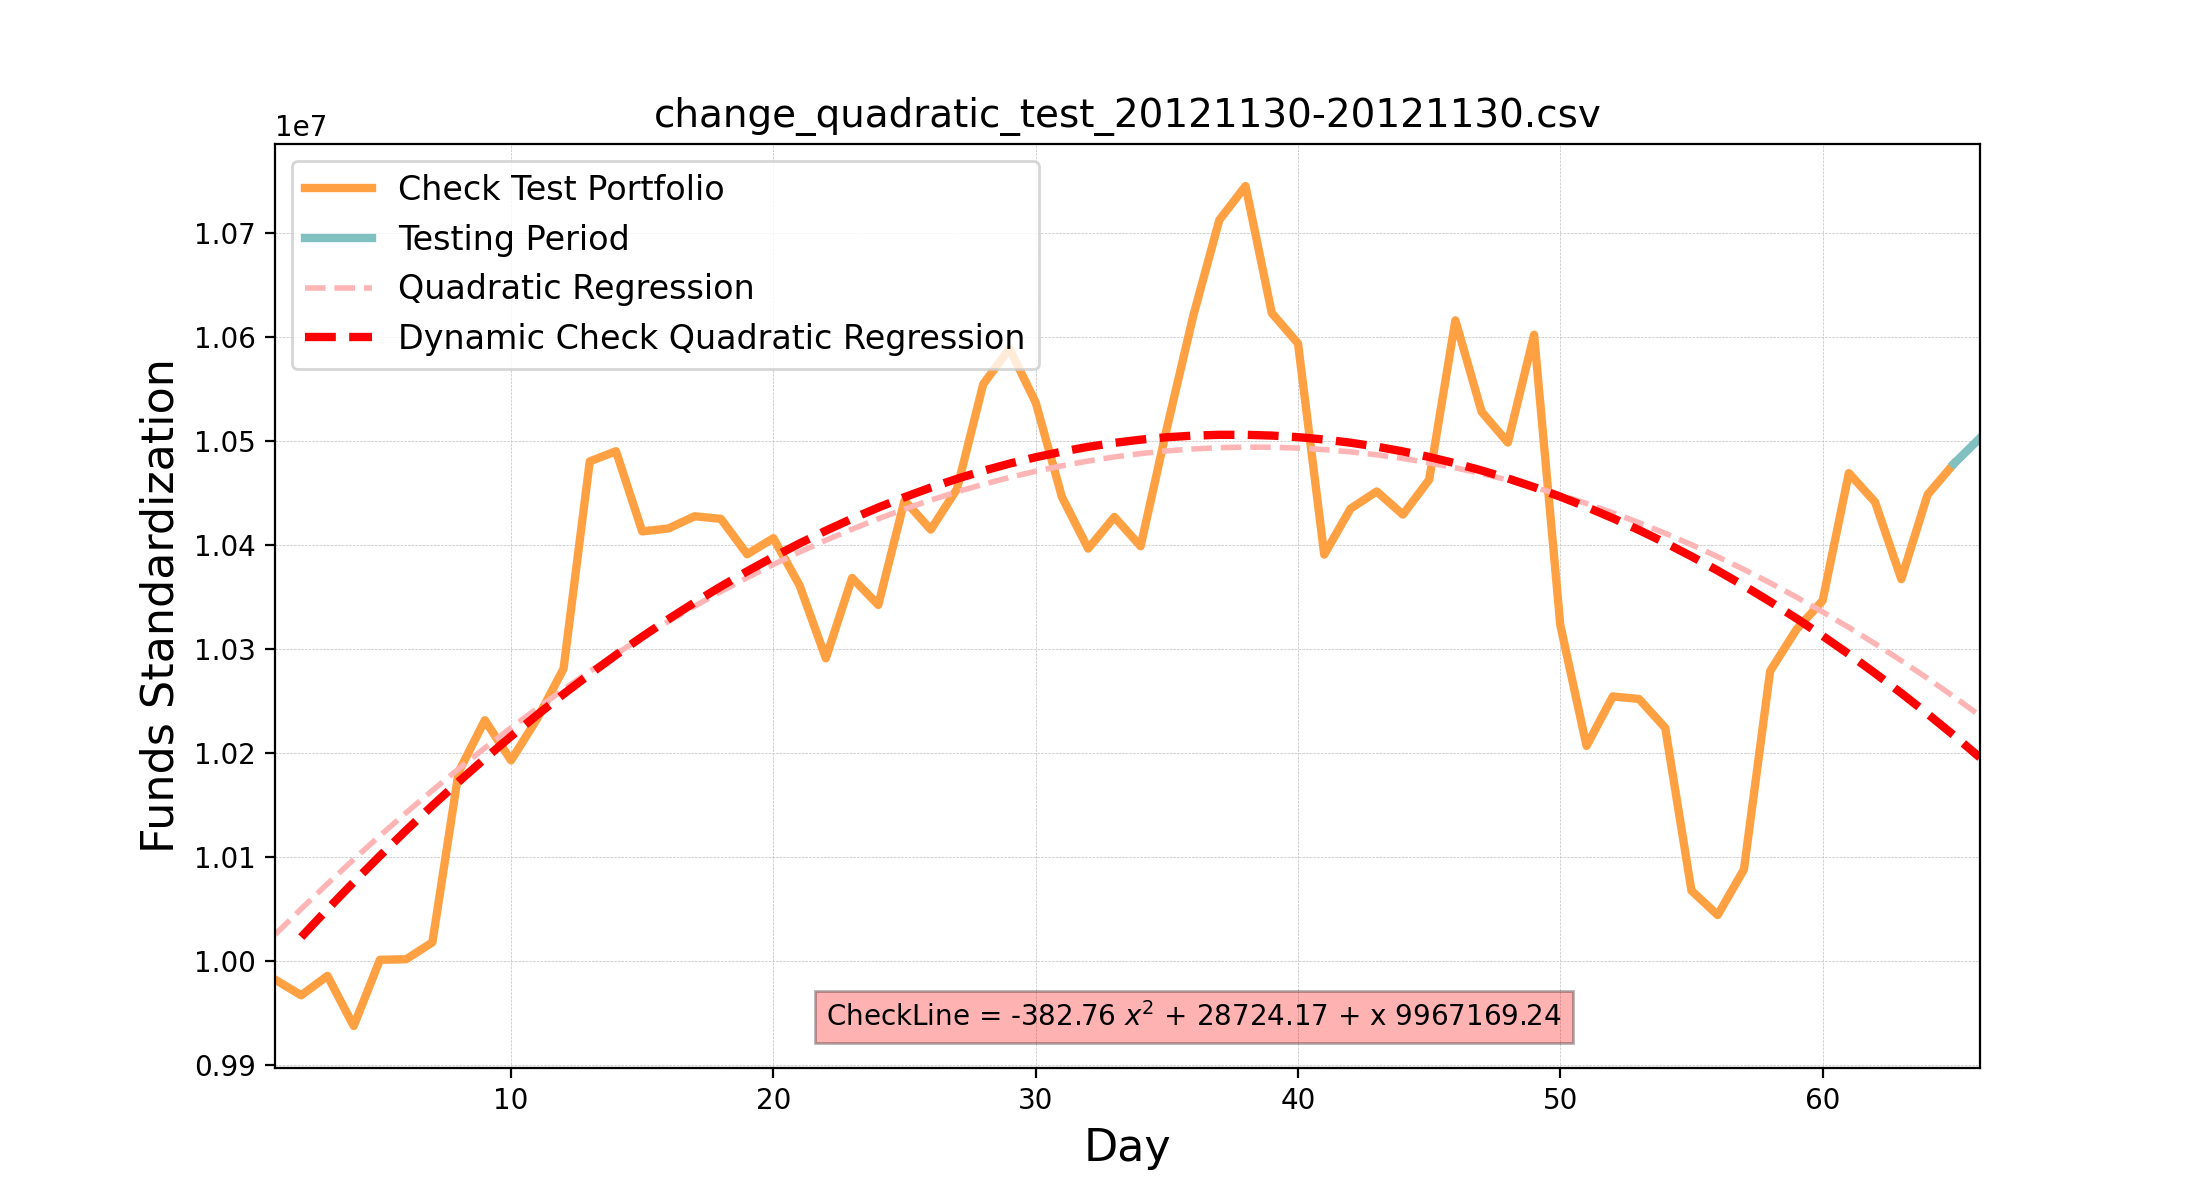 change_quadratic_test_20121130-20121130.csv
1e7
Check Test Portfolio
Testing Period
Quadratic Regression
Dynamic Check Quadratic Regression
Funds Standardization
1.07
1.06
1.05
1.04
1.03
1.02
1.01
1.00
0.99
CheckLine = -382.76 x² + 28724.17 + x 9967169.24
10 20 30 40 50 60
Day